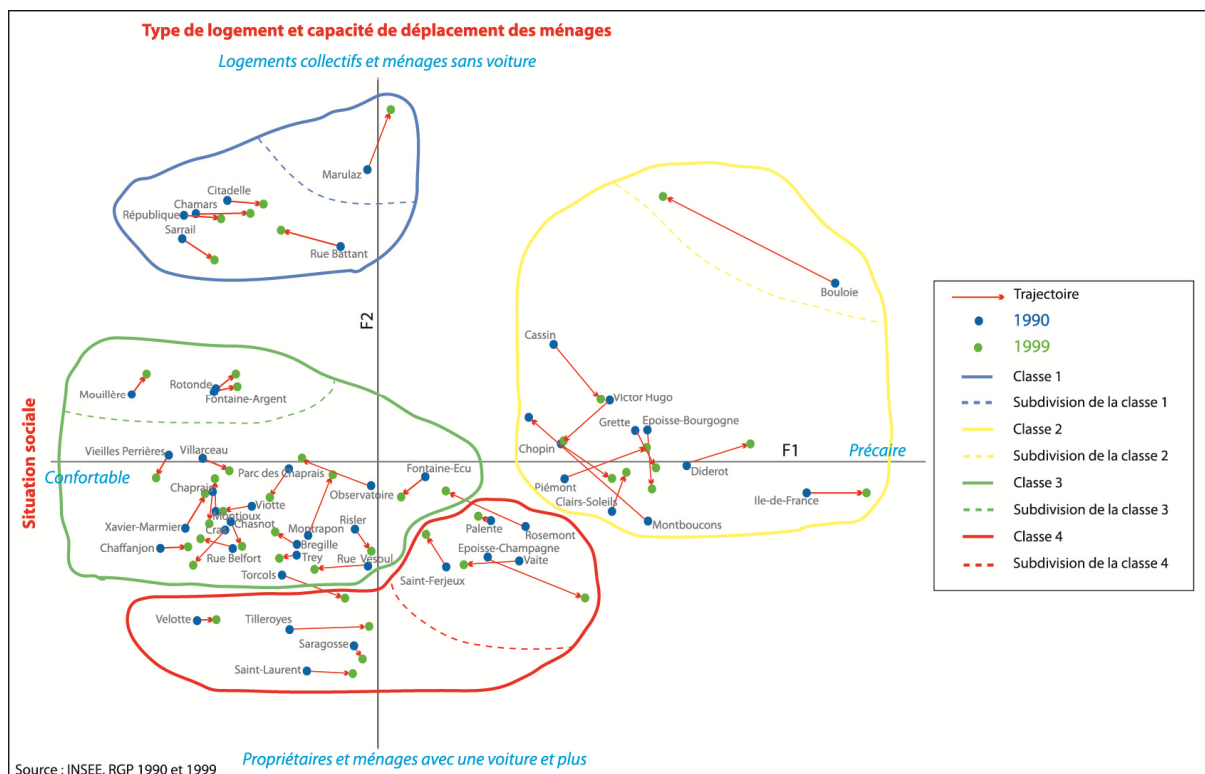 Type de logement et capacité de déplacement des ménages
Logements collectifs et ménages sans voiture
Marulaz
Citadelle
Chamars
République
Sarrail
Rue Battant
Bouloie
F2
Cassin
Mouillère
Rotonde
Fontaine-Argent
Victor Hugo
Grette
Epoisse-Bourgogne
Chopin
F1
Précaire
Situation sociale
Confortable
Vieilles Perrières
Villarceau
Parc des Chaprais
Fontaine-Ecu
Diderot
Piémont
Clairs-Soleils
Ile-de-France
Montboucons
Chaprais
Observatoire
Viotte
Montjoux
Xavier-Marmier
Cras
Chasnot
Montrapon
Risler
Palente
Rosemont
Chaffanjon
Rue Belfort
Bregille
Trey
Rue Vesoul
Epoisse-Champagne
Vaite
Torcols
Saint-Ferjeux
Velotte
Tilleroyes
Saragosse
Saint-Laurent
Propriétaires et ménages avec une voiture et plus
Source : INSEE, RGP 1990 et 1999
Trajectoire
1990
1999
Classe 1
Subdivision de la classe 1
Classe 2
Subdivision de la classe 2
Classe 3
Subdivision de la classe 3
Classe 4
Subdivision de la classe 4